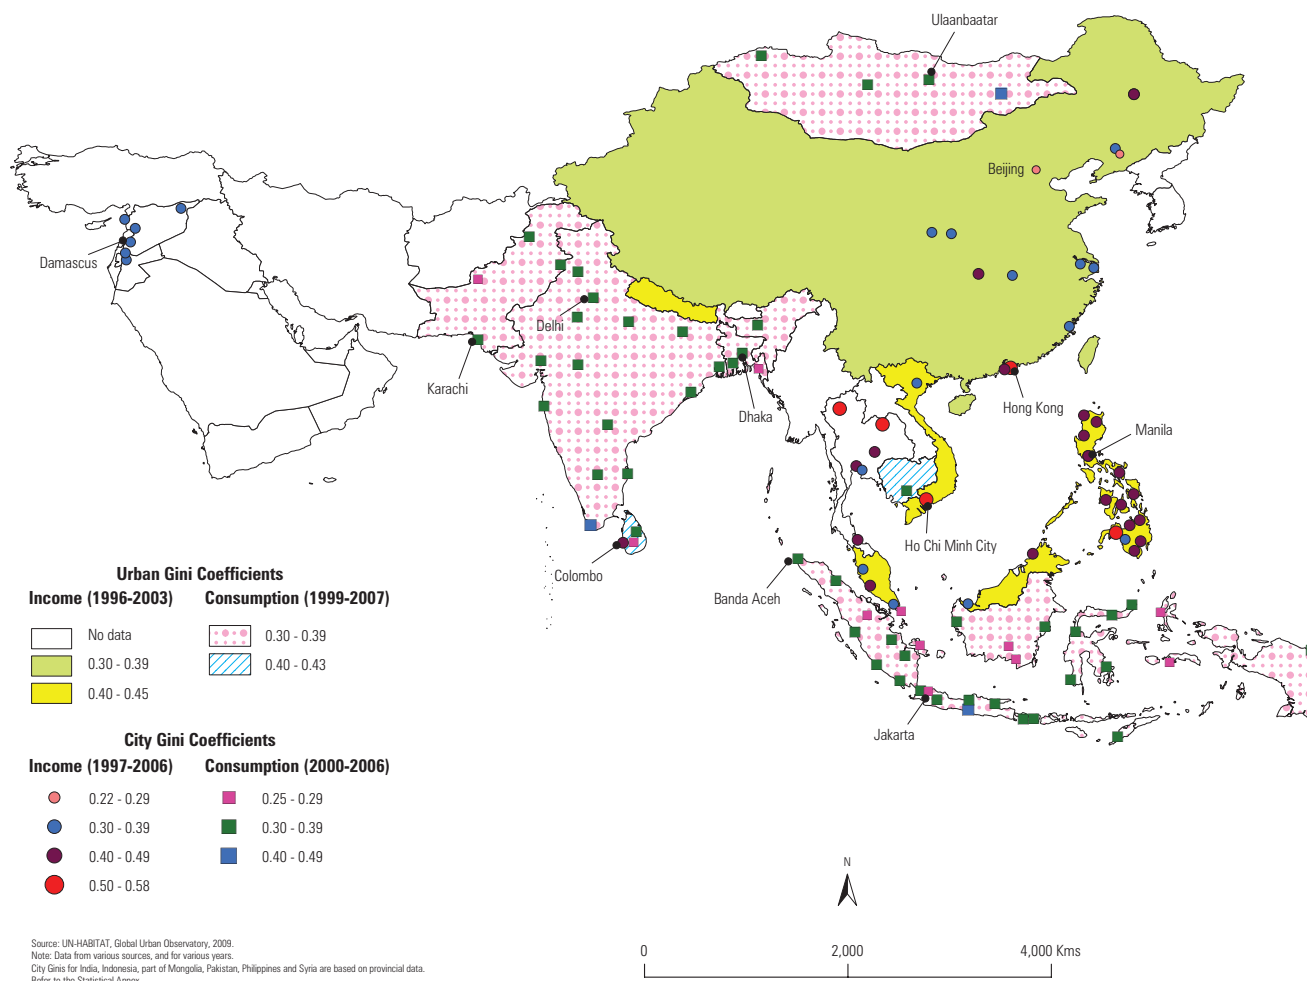 Ulaanbaatar
Beijing
Damascus
Delhi
Karachi
Dhaka
Hong Kong
Manila
Ho Chi Minh City
Colombo
Banda Aceh
Jakarta
Urban Gini Coefficients
Income (1996-2003) Consumption (1999-2007)
No data 0.30 - 0.39
0.30 - 0.39 0.40 - 0.43
0.40 - 0.45
City Gini Coefficients
Income (1997-2006) Consumption (2000-2006)
0.22 - 0.29 0.25 - 0.29
0.30 - 0.39 0.30 - 0.39
0.40 - 0.49 0.40 - 0.49
0.50 - 0.58
N
0 2,000 4,000 Kms
Source: UN-HABITAT, Global Urban Observatory, 2009.
Note: Data from various sources, and for various years.
City Ginis for India, Indonesia, part of Mongolia, Pakistan, Philippines and Syria are based on provincial data.
Refer to the Statistical Annex